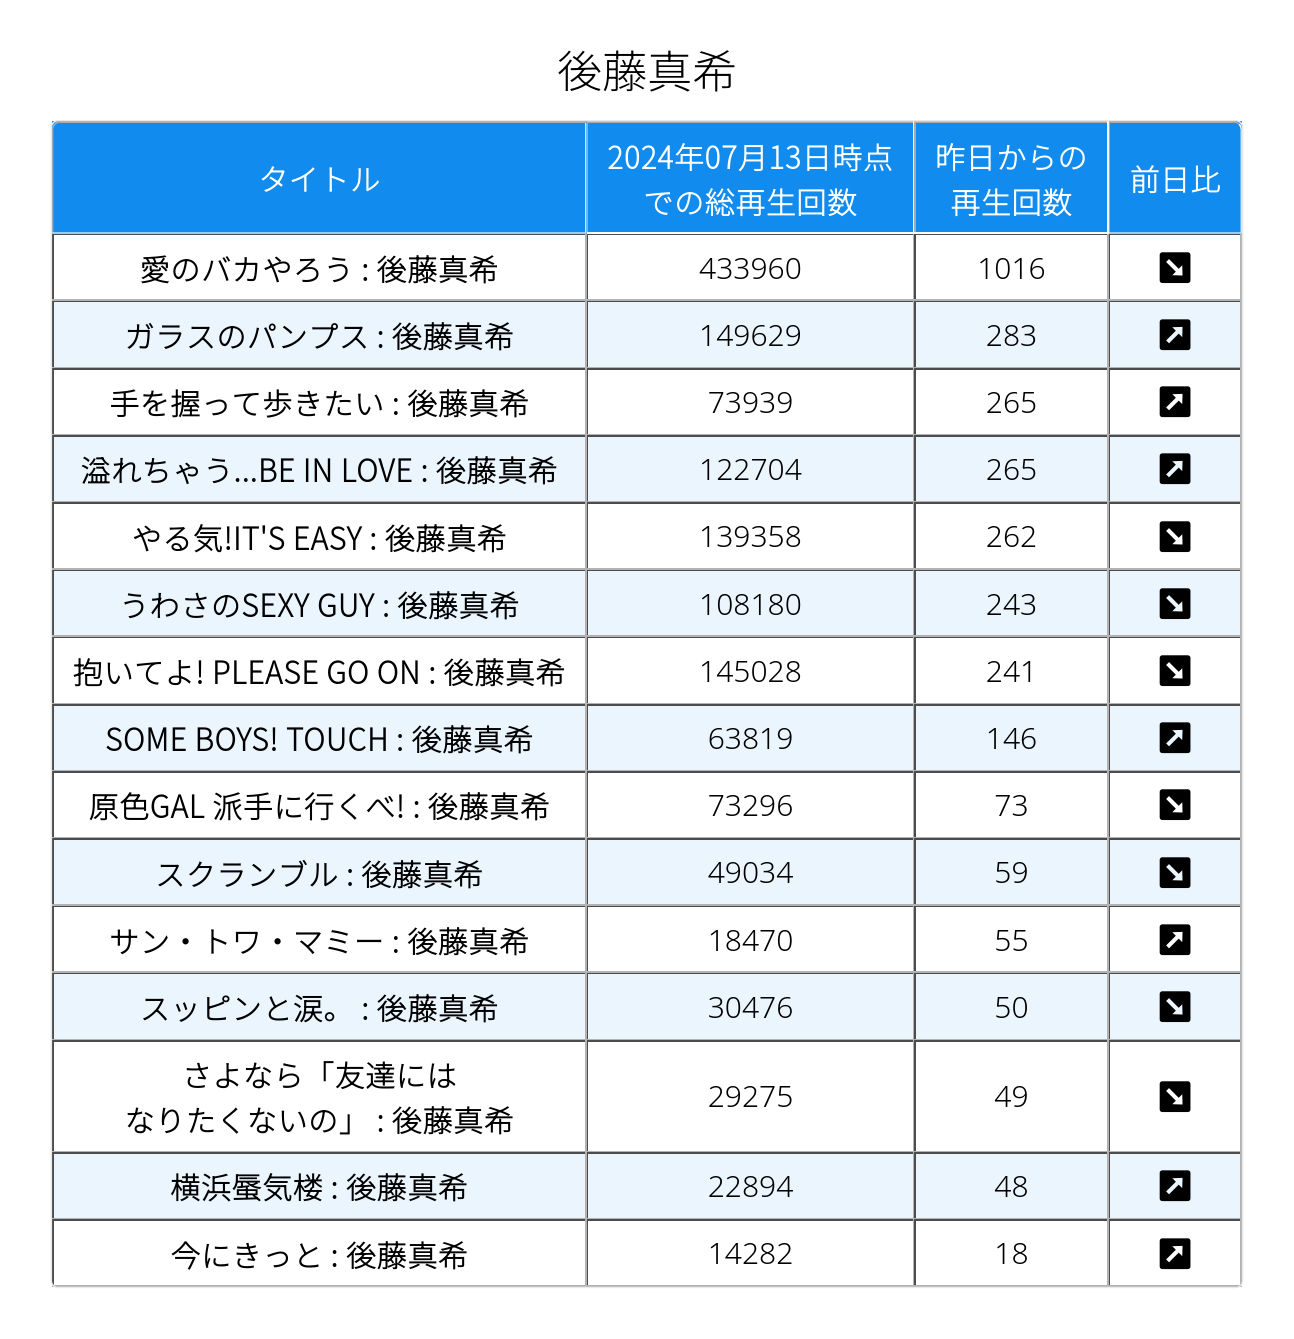 後藤真希
タイトル
2024年07月13日時点
での総再生回数
昨日からの
再生回数
前日比
愛のバカやろう : 後藤真希 433960 1016
ガラスのパンプス : 後藤真希 149629 283
手を握って歩きたい : 後藤真希 73939 265
溢れちゃう...BE IN LOVE : 後藤真希 122704 265
やる気!IT'S EASY : 後藤真希 139358 262
うわさのSEXY GUY : 後藤真希 108180 243
抱いてよ! PLEASE GO ON : 後藤真希 145028 241
SOME BOYS! TOUCH : 後藤真希 63819 146
原色GAL 派手に行くべ! : 後藤真希 73296 73
スクランブル : 後藤真希 49034 59
サン・トワ・マミー : 後藤真希 18470 55
スッピンと涙。 : 後藤真希 30476 50
さよなら「友達には
なりたくないの」 : 後藤真希 29275 49
横浜蜃気楼 : 後藤真希 22894 48
今にきっと : 後藤真希 14282 18